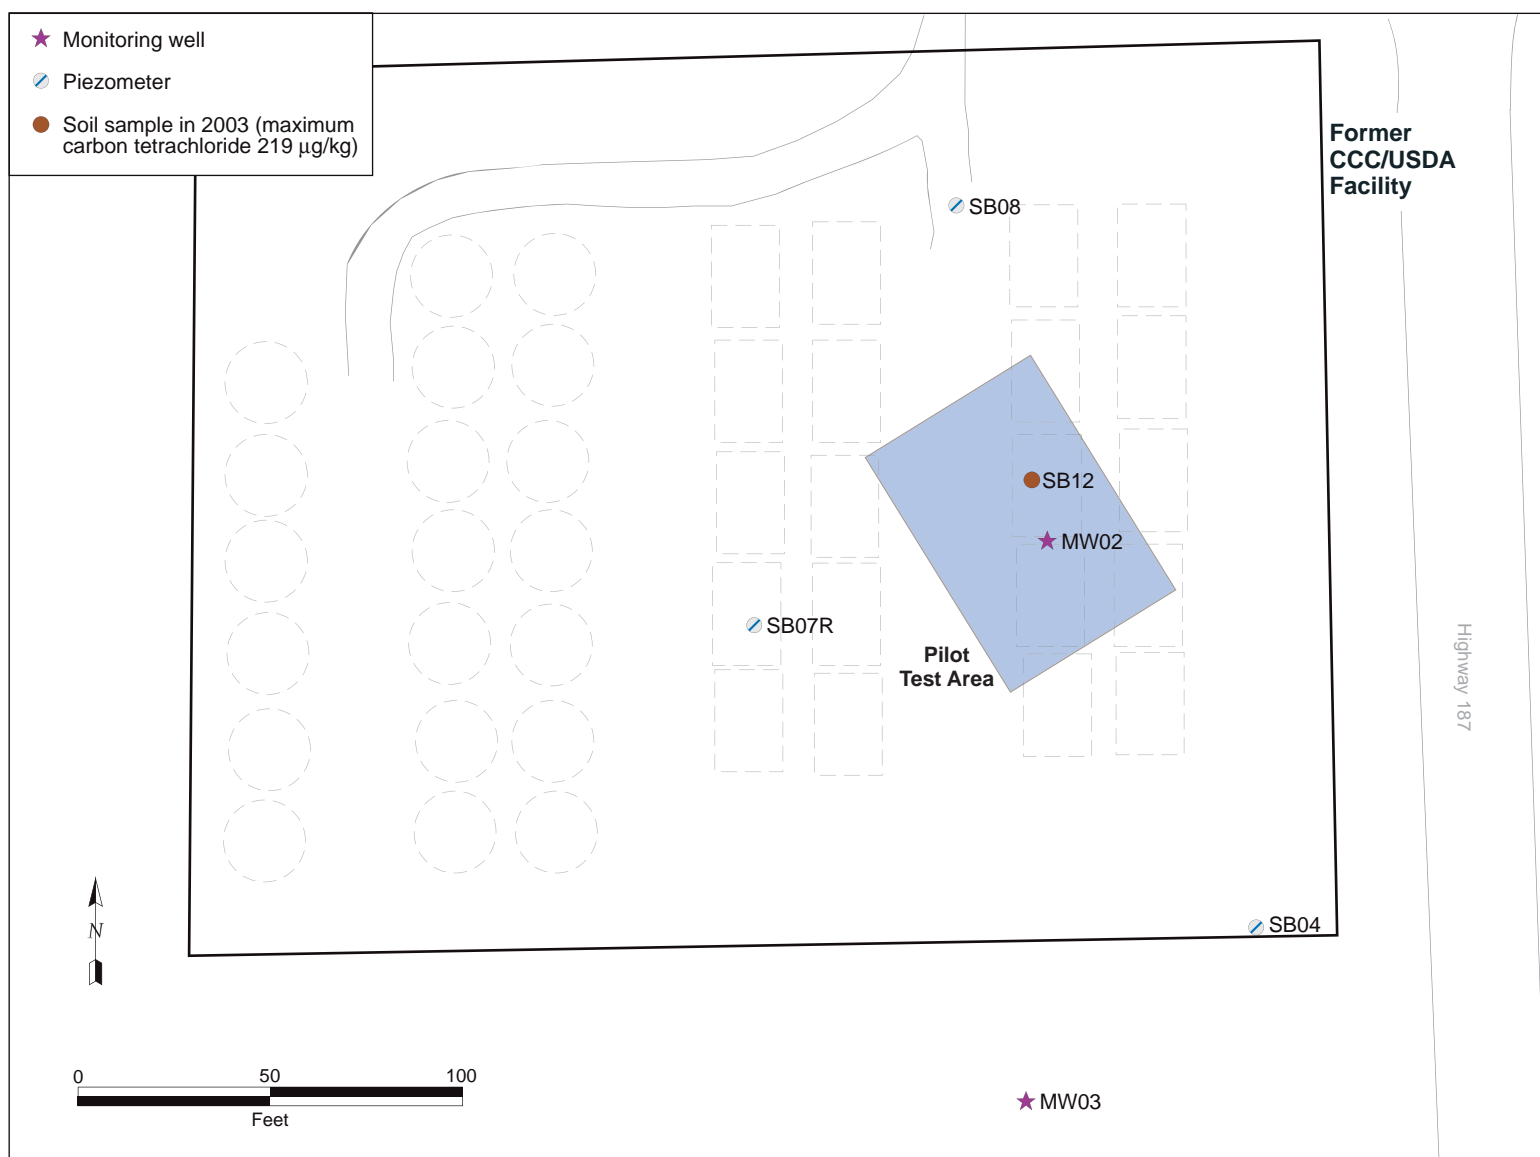 Monitoring well
Piezometer
Soil sample in 2003 (maximum
carbon tetrachloride 219 μg/kg)
Former
CCC/USDA
Facility
SB08
SB12
MW02
SB07R
Pilot
Test Area
Highway 187
SB04
N
0 50 100
Feet
MW03